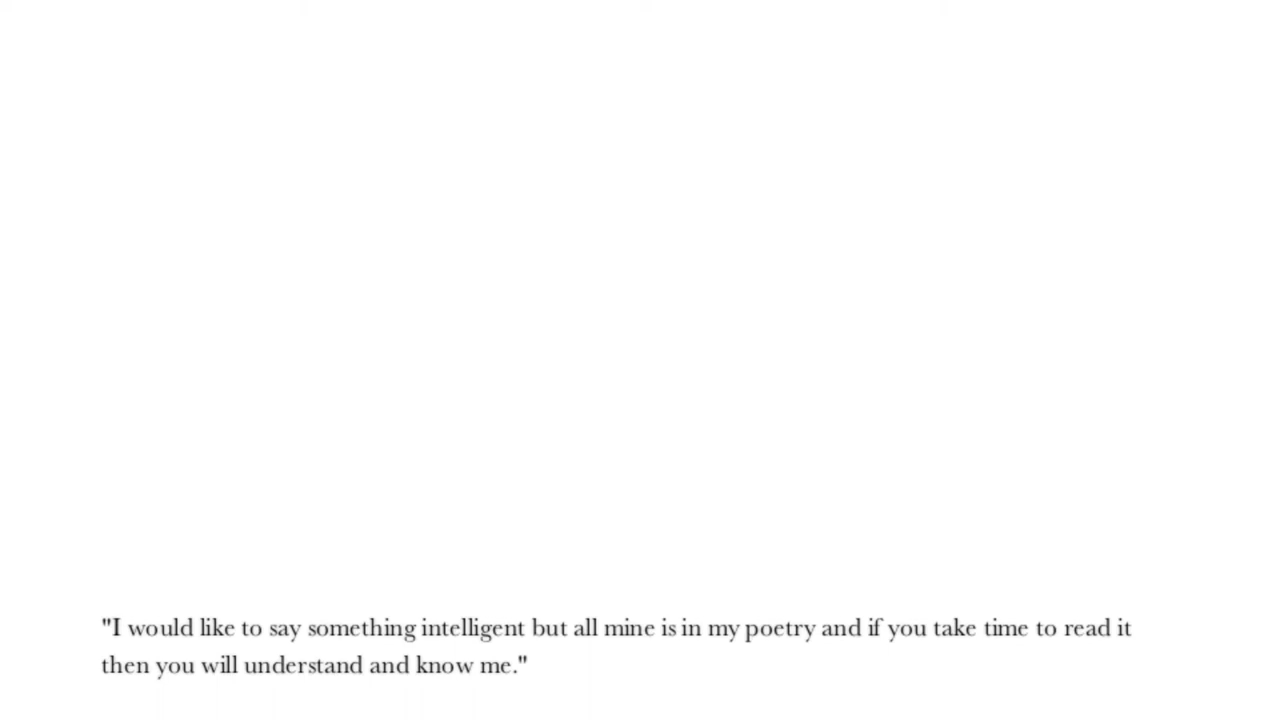 "I would like to say something intelligent but all mine is in my poetry and if you take time to read it
then you will understand and know me."